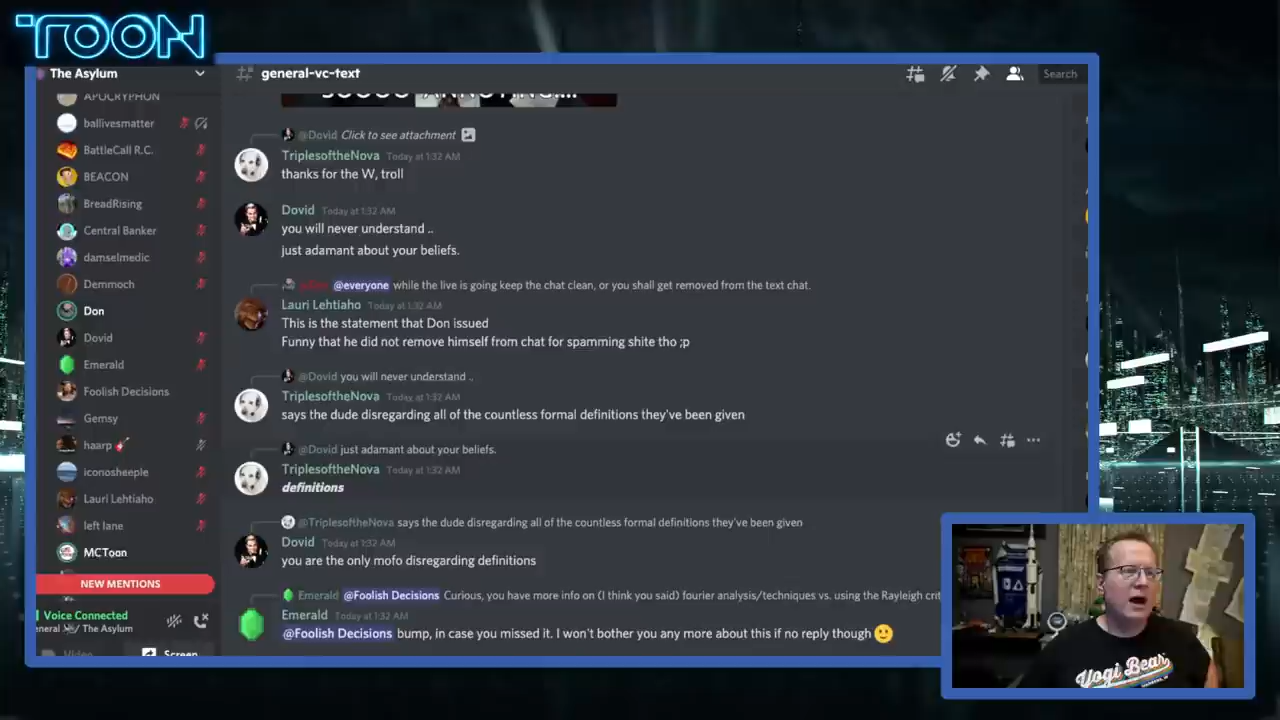 TOON
The Asylum
general-vc-text
Search
APOCRYPHON
ballivesmatter
BattleCall R.C.
BEACON
BreadRising
Central Banker
damselmedic
Demmoch
Don
Dovid
Emerald
Foolish Decisions
Gemsy
haarp
iconosheeple
Lauri Lehtiaho
left lane
MCToon
NEW MENTIONS
Voice Connected
/ The Asylum
Video
Screen
@Dovid Click to see attachment
TriplesoftheNova Today at 1:32 AM
thanks for the W, troll
Dovid Today at 1:32 AM
you will never understand ..
just adamant about your beliefs.
@everyone while the live is going keep the chat clean, or you shall get removed from the text chat.
Lauri Lehtiaho Today at 1:32 AM
This is the statement that Don issued
Funny that he did not remove himself from chat for spamming shite tho ;p
@Dovid you will never understand ..
TriplesoftheNova Today at 1:32 AM
says the dude disregarding all of the countless formal definitions they've been given
@Dovid just adamant about your beliefs.
TriplesoftheNova Today at 1:32 AM
definitions
@TriplesoftheNova says the dude disregarding all of the countless formal definitions they've been given
Dovid Today at 1:32 AM
you are the only mofo disregarding definitions
Emerald @Foolish Decisions Curious, you have more info on (I think you said) fourier analysis/techniques vs. using the Rayleigh crit
Emerald Today at 1:32 AM
@Foolish Decisions bump, in case you missed it. I won't bother you any more about this if no reply though
Yogi Bear